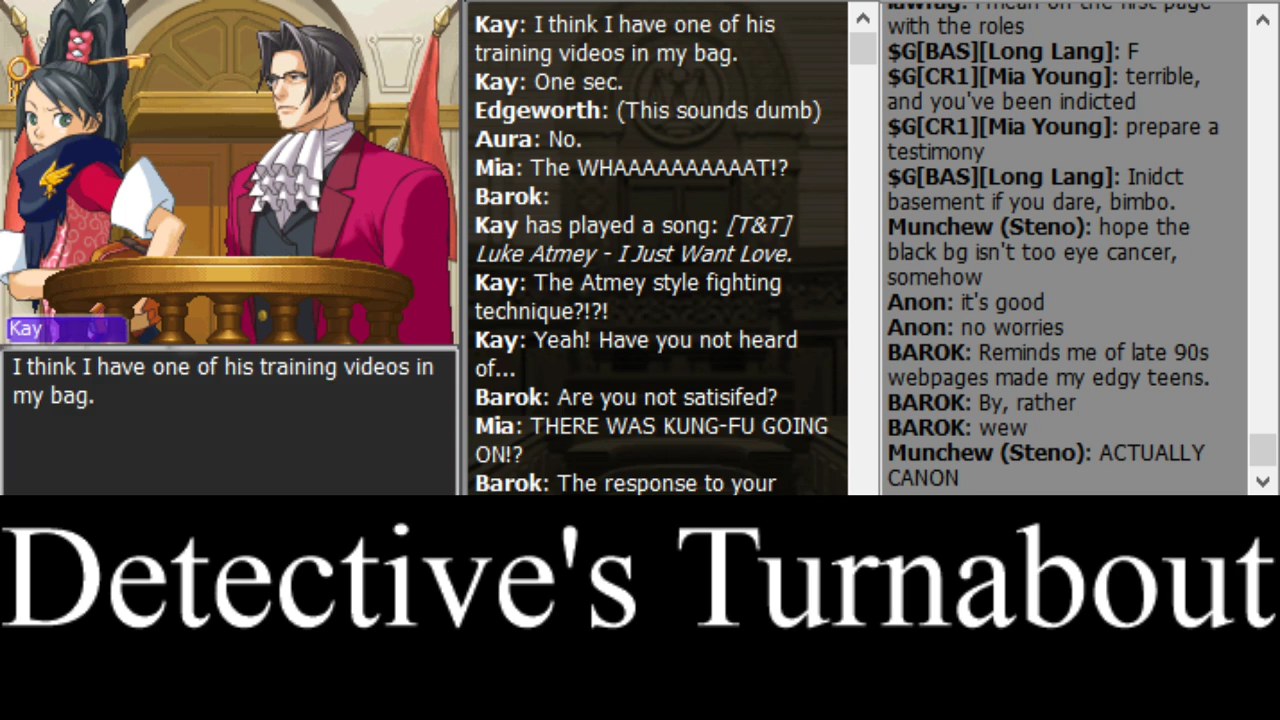 Kay
I think I have one of his training videos in
my bag.
Kay: I think I have one of his
training videos in my bag.
Kay: One sec.
Edgeworth: (This sounds dumb)
Aura: No.
Mia: The WHAAAAAAAAAAT!?
Barok:
Kay has played a song: [T&T]
Luke Atmey - I Just Want Love.
Kay: The Atmey style fighting
technique?!?!
Kay: Yeah! Have you not heard
of...
Barok: Are you not satisifed?
Mia: THERE WAS KUNG-FU GOING
ON!?
Barok: The response to your
with the roles
$G[BAS][Long Lang]: F
$G[CR1][Mia Young]: terrible,
and you've been indicted
$G[CR1][Mia Young]: prepare a
testimony
$G[BAS][Long Lang]: Inidct
basement if you dare, bimbo.
Munchew (Steno): hope the
black bg isn't too eye cancer,
somehow
Anon: it's good
Anon: no worries
BAROK: Reminds me of late 90s
webpages made my edgy teens.
BAROK: By, rather
BAROK: wew
Munchew (Steno): ACTUALLY
CANON
Detective's Turnabout